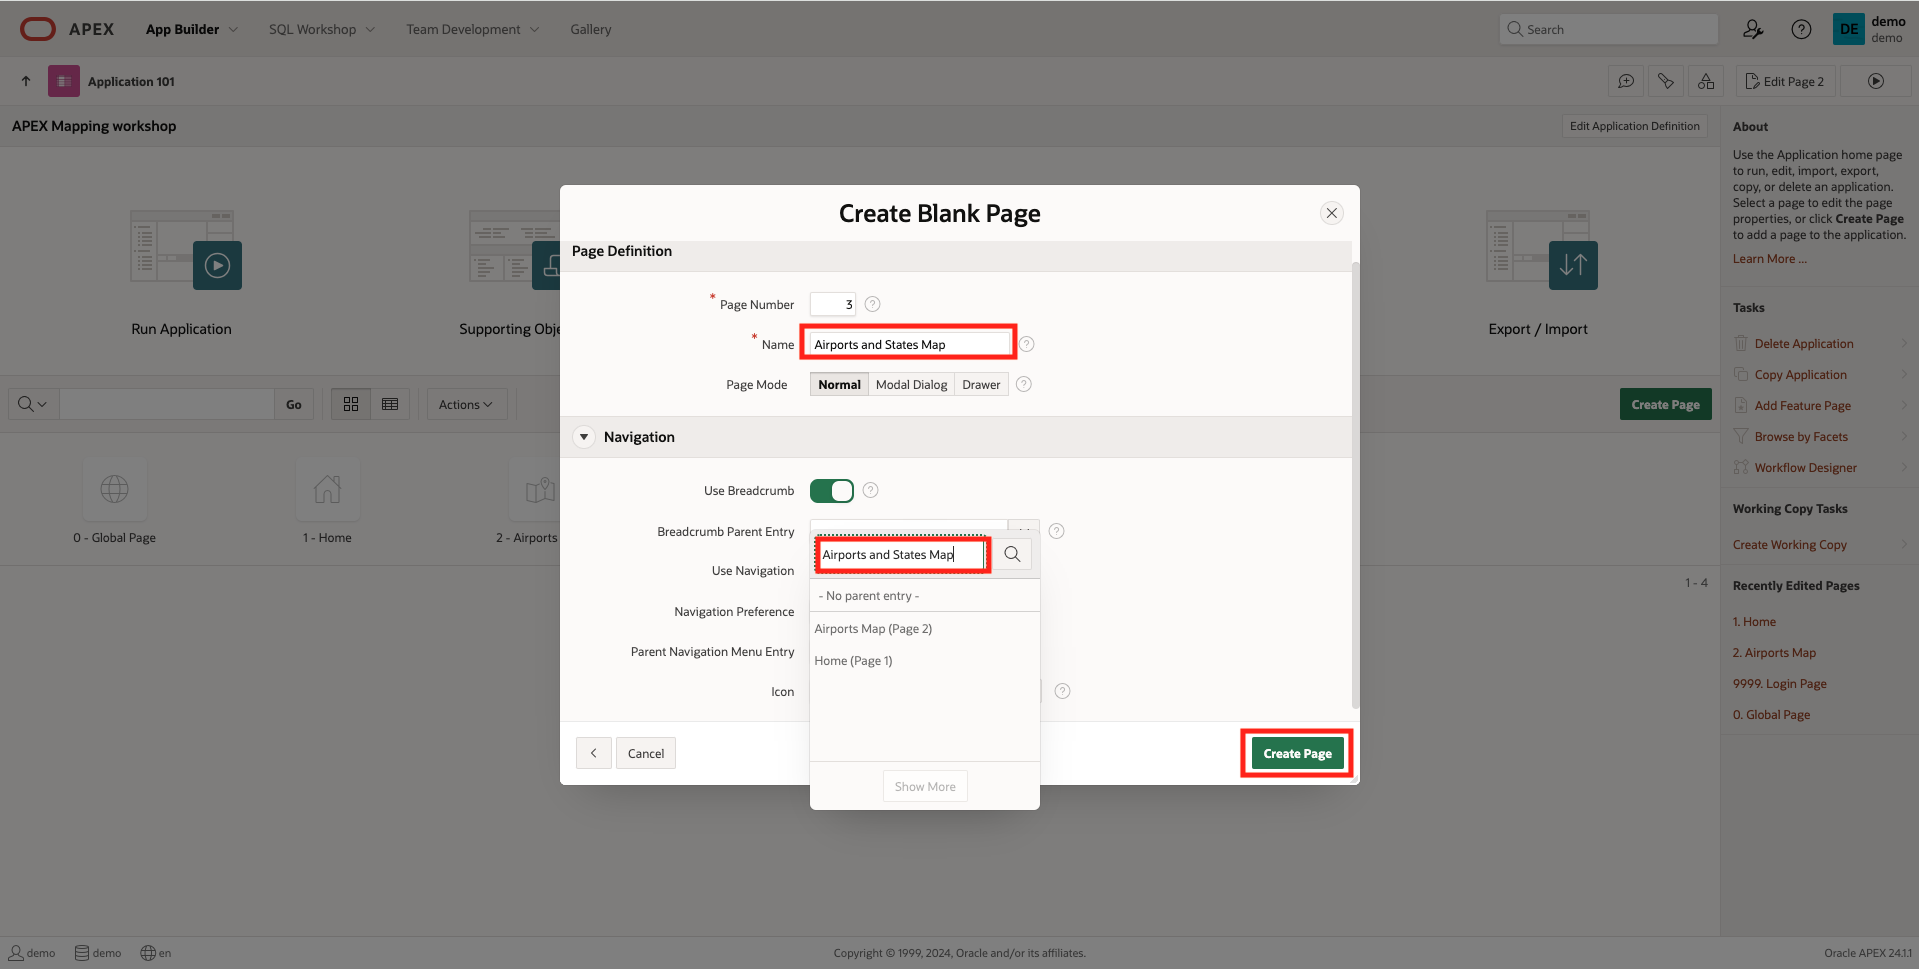 APEX App Builder SQL Workshop Team Development Gallery Search DE demo
demo
Application 101 Edit Page 2
APEX Mapping workshop Edit Application Definition
Run Application
Supporting Obje
Export / Import
Go Actions Create Page
0 - Global Page
1 - Home
2 - Airports
1 - 4
Create Blank Page
Page Definition
* Page Number 3 ?
* Name Airports and States Map ?
Page Mode Normal Modal Dialog Drawer ?
Navigation
Use Breadcrumb ?
Breadcrumb Parent Entry ?
Airports and States Map
Use Navigation
- No parent entry -
Navigation Preference
Airports Map (Page 2)
Parent Navigation Menu Entry
Home (Page 1)
Icon ?
Cancel Create Page
Show More
About
Use the Application home page
to run, edit, import, export,
copy, or delete an application.
Select a page to edit the page
properties, or click Create Page
to add a page to the application.
Learn More ...
Tasks
Delete Application
Copy Application
Add Feature Page
Browse by Facets
Workflow Designer
Working Copy Tasks
Create Working Copy
Recently Edited Pages
1. Home
2. Airports Map
9999. Login Page
0. Global Page
demo demo en Copyright © 1999, 2024, Oracle and/or its affiliates. Oracle APEX 24.1.1